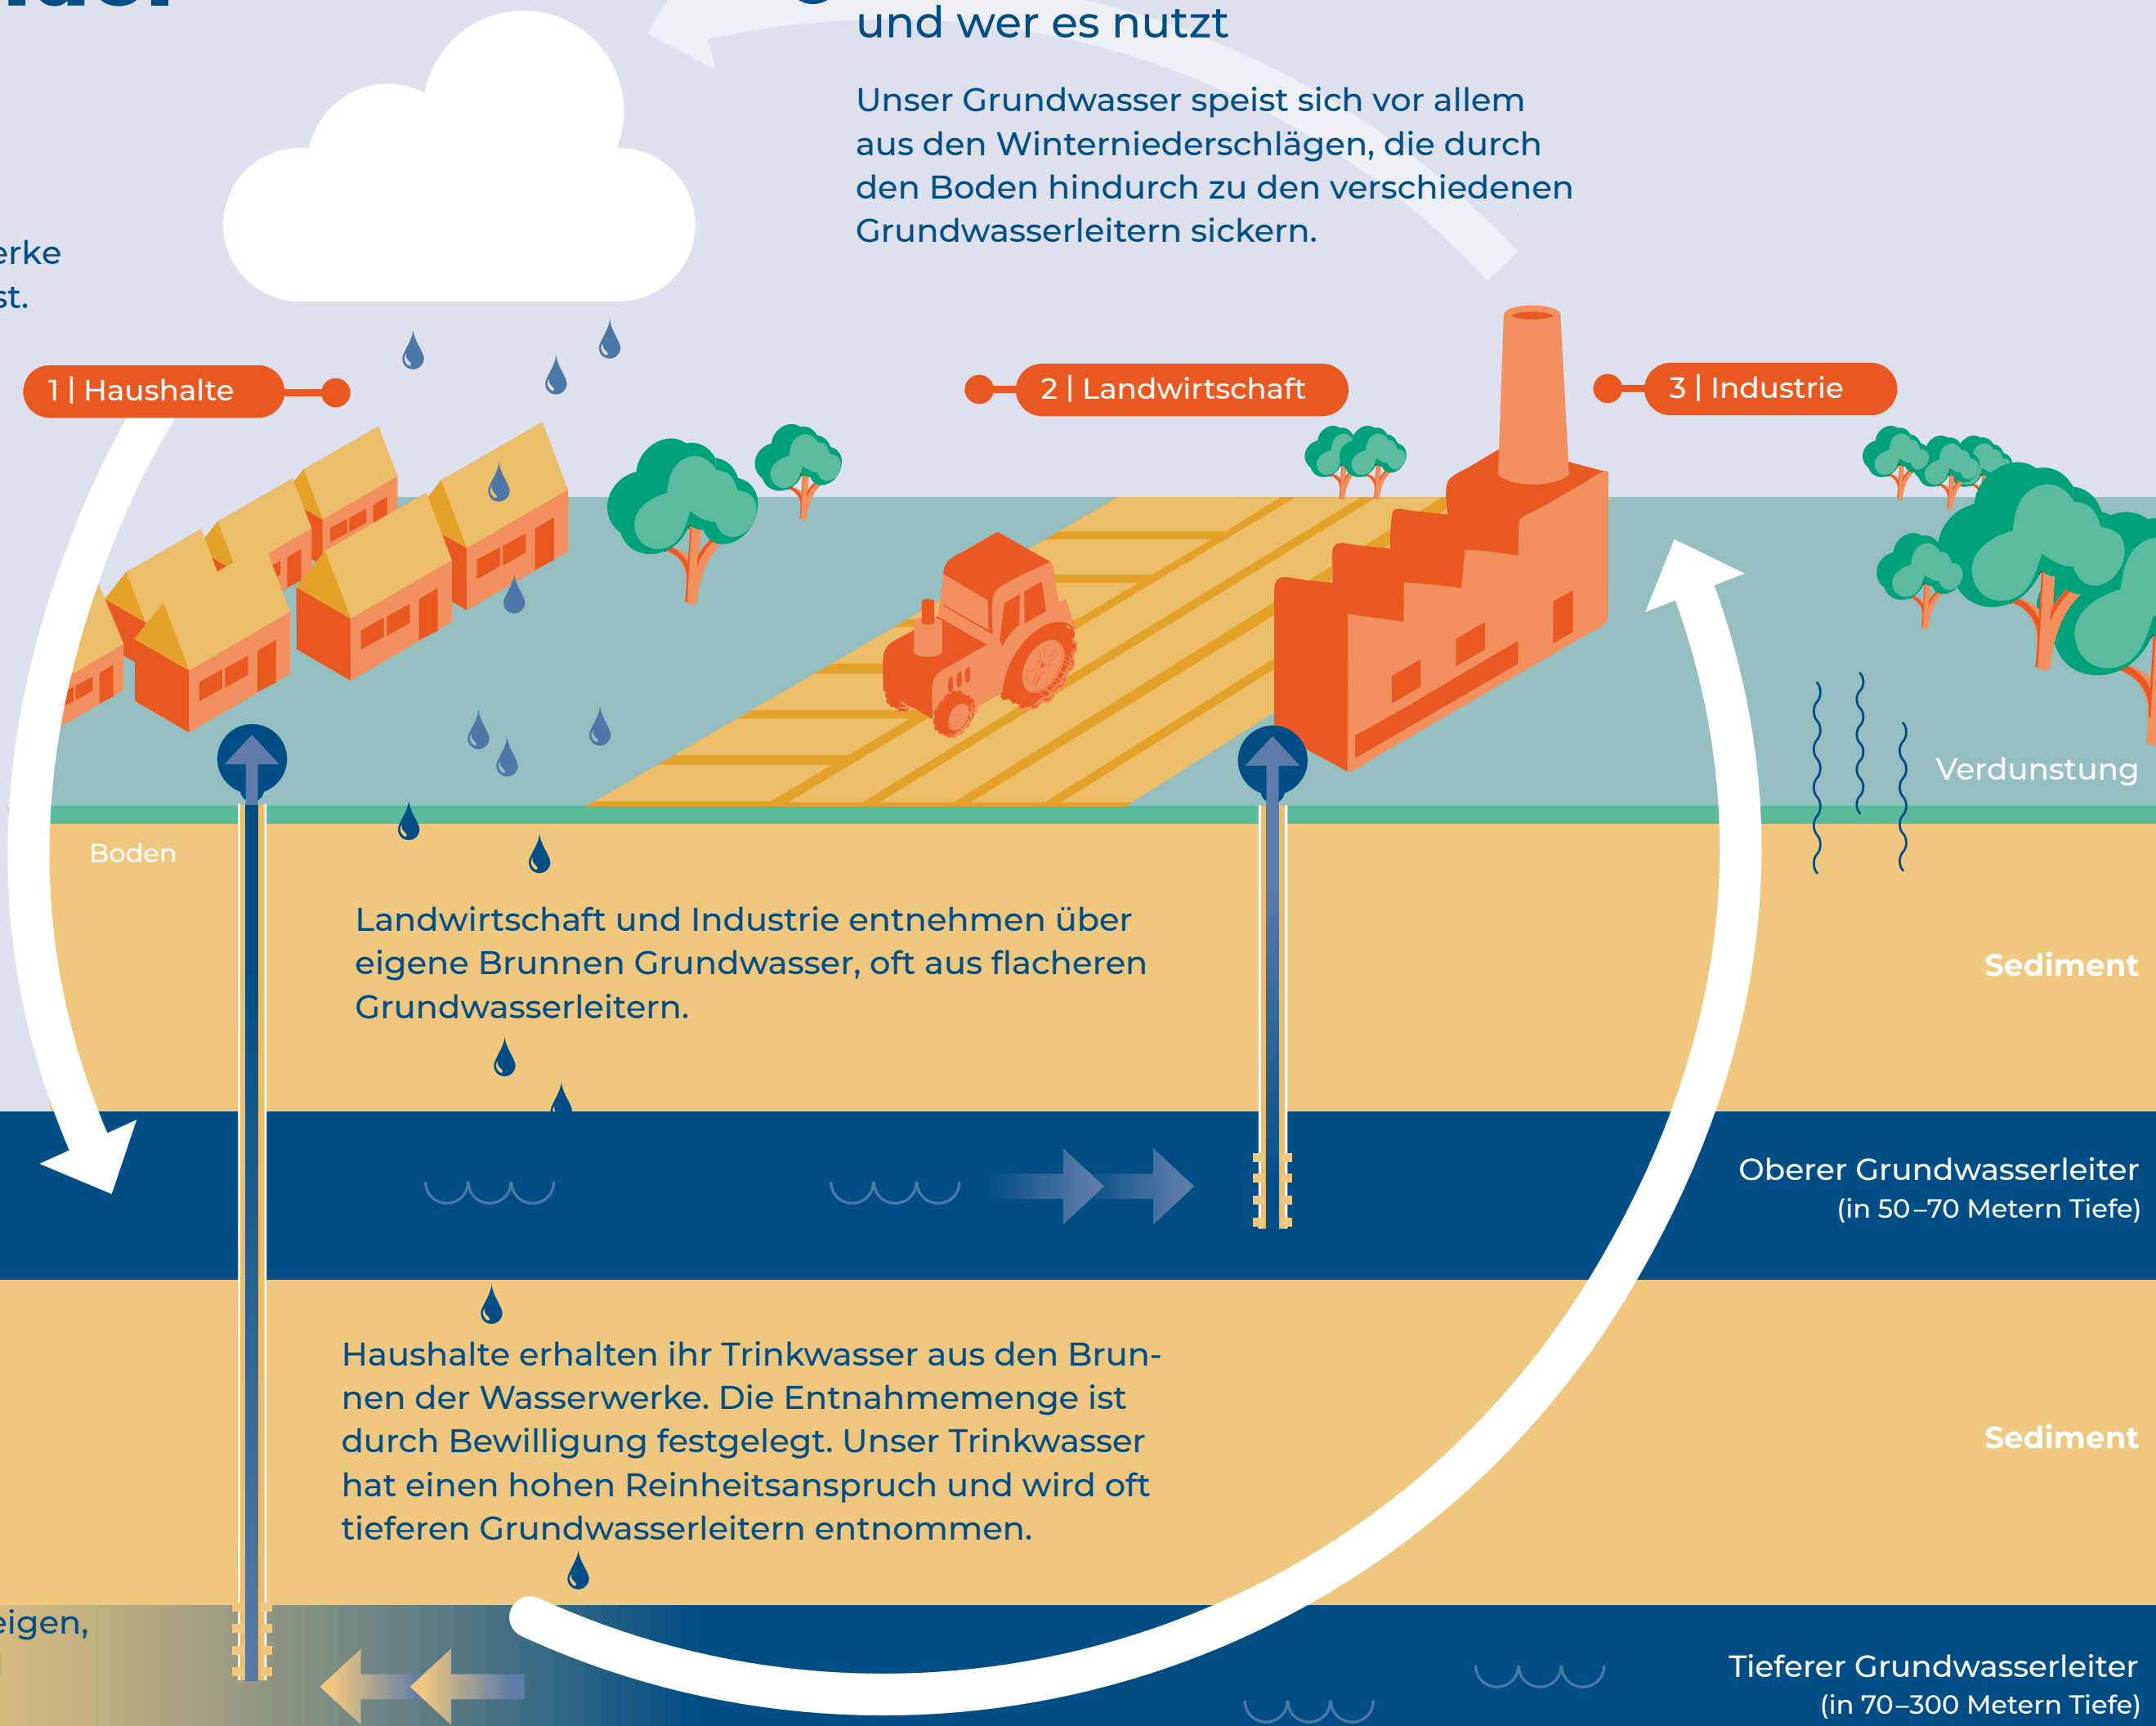 und wer es nutzt
Unser Grundwasser speist sich vor allem
aus den Winterniederschlägen, die durch
den Boden hindurch zu den verschiedenen
Grundwasserleitern sickern.
st.
1 | Haushalte
2 | Landwirtschaft
3 | Industrie
Verdunstung
Boden
Landwirtschaft und Industrie entnehmen über
eigene Brunnen Grundwasser, oft aus flacheren
Grundwasserleitern.
Sediment
Oberer Grundwasserleiter
(in 50–70 Metern Tiefe)
Haushalte erhalten ihr Trinkwasser aus den Brun-
nen der Wasserwerke. Die Entnahmemenge ist
durch Bewilligung festgelegt. Unser Trinkwasser
hat einen hohen Reinheitsanspruch und wird oft
tieferen Grundwasserleitern entnommen.
Sediment
eigen,
Tieferer Grundwasserleiter
(in 70–300 Metern Tiefe)